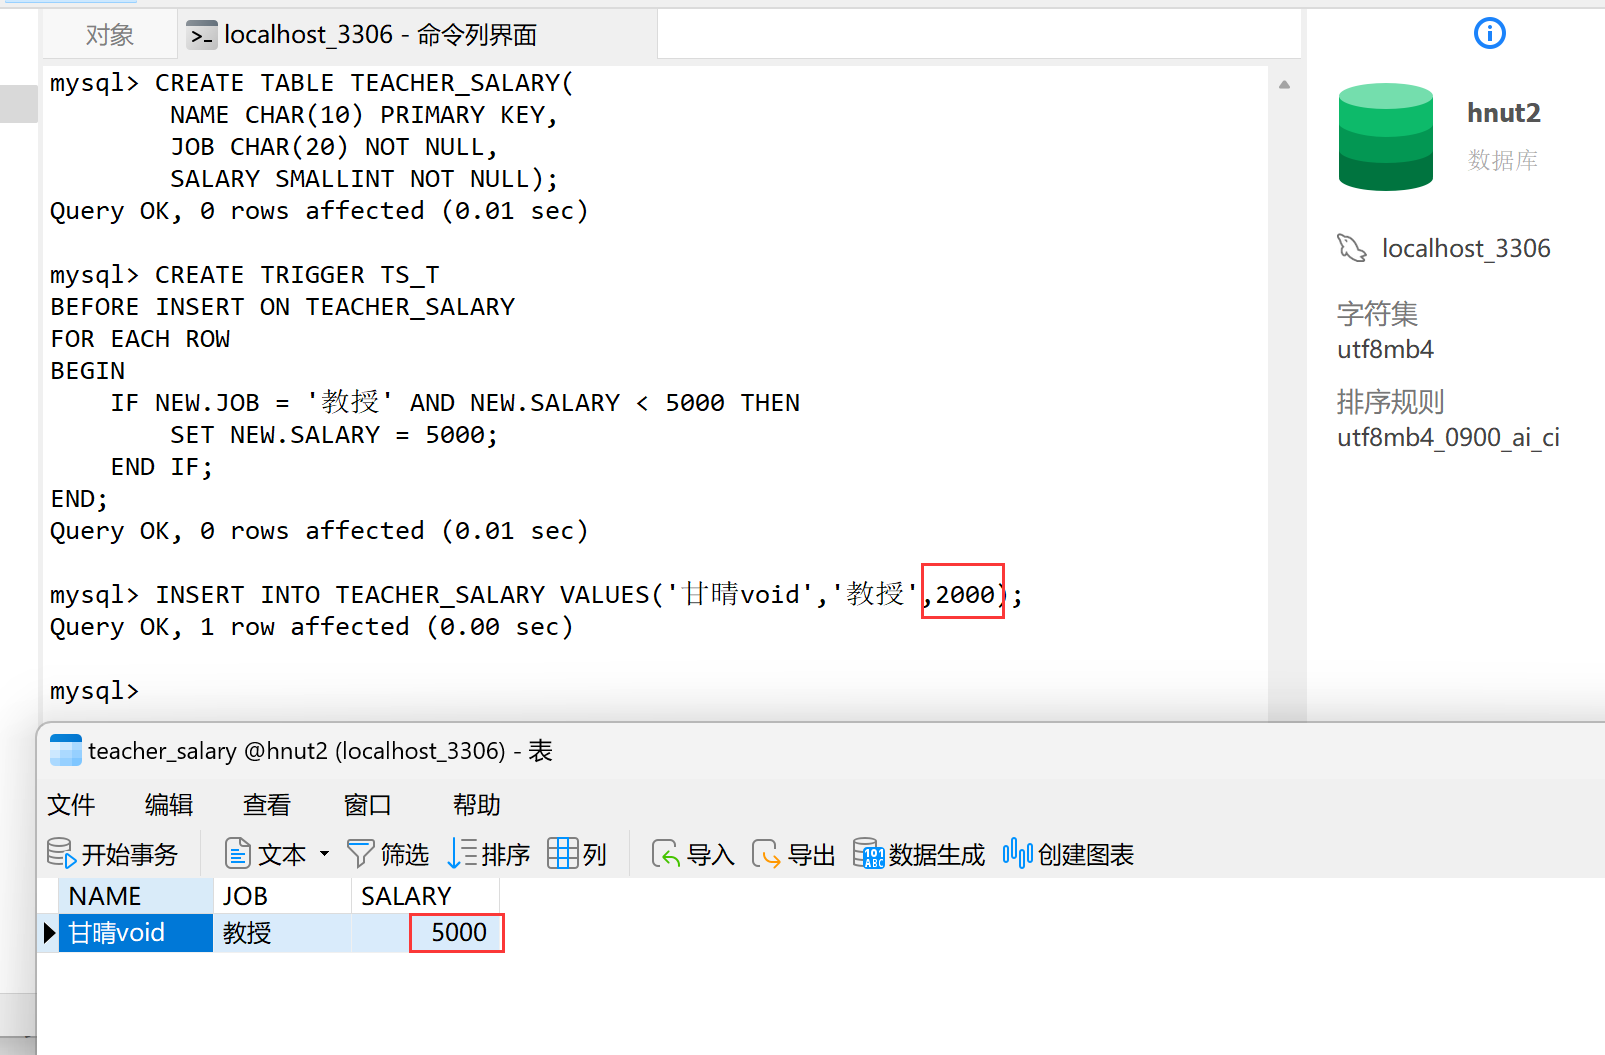 对象
localhost_3306 - 命令列界面
mysql> CREATE TABLE TEACHER_SALARY(
NAME CHAR(10) PRIMARY KEY,
JOB CHAR(20) NOT NULL,
SALARY SMALLINT NOT NULL);
Query OK, 0 rows affected (0.01 sec)
mysql> CREATE TRIGGER TS_T
BEFORE INSERT ON TEACHER_SALARY
FOR EACH ROW
BEGIN
IF NEW.JOB = '教授' AND NEW.SALARY < 5000 THEN
SET NEW.SALARY = 5000;
END IF;
END;
Query OK, 0 rows affected (0.01 sec)
mysql> INSERT INTO TEACHER_SALARY VALUES('甘晴void','教授',2000);
Query OK, 1 row affected (0.00 sec)
mysql>
hnut2
数据库
localhost_3306
字符集
utf8mb4
排序规则
utf8mb4_0900_ai_ci
teacher_salary @hnut2 (localhost_3306) - 表
文件 编辑 查看 窗口 帮助
开始事务 文本 筛选 排序 列 导入 导出 数据生成 创建图表
NAME JOB SALARY
甘晴void 教授 5000